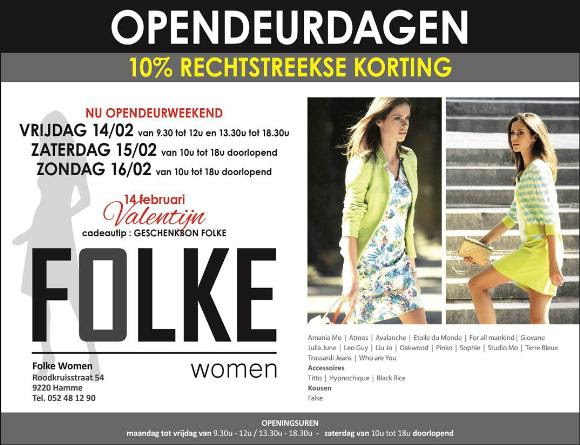 OPENDEURDAGEN
10% RECHTSTREEKSE KORTING
NU OPENDEURWEEKEND
VRIJDAG 14/02 van 9.30 tot 12u en 13.30u tot 18.30u
ZATERDAG 15/02 van 10u tot 18u doorlopend
ZONDAG 16/02 van 10u tot 18u doorlopend
14 februari
Valentijn
cadeautip : GESCHENKBON FOLKE
FOLKE
women
Folke Women
Roodkruisstraat 54
9220 Hamme
Tel. 052 48 12 90
Amania Mo | Atmos | Avalanche | Etoile du Monde | For all mankind | Giovane
Julia June | Leo Guy | Liu Jo | Oakwood | Pinko | Sophie | Studio Mo | Terre Bleue
Trussardi Jeans | Who are You
Accessoires
Titto | Hypnochique | Black Rice
Kousen
Falke
OPENINGSUREN
maandag tot vrijdag van 9.30u - 12u / 13.30u - 18.30u - zaterdag van 10u tot 18u doorlopend